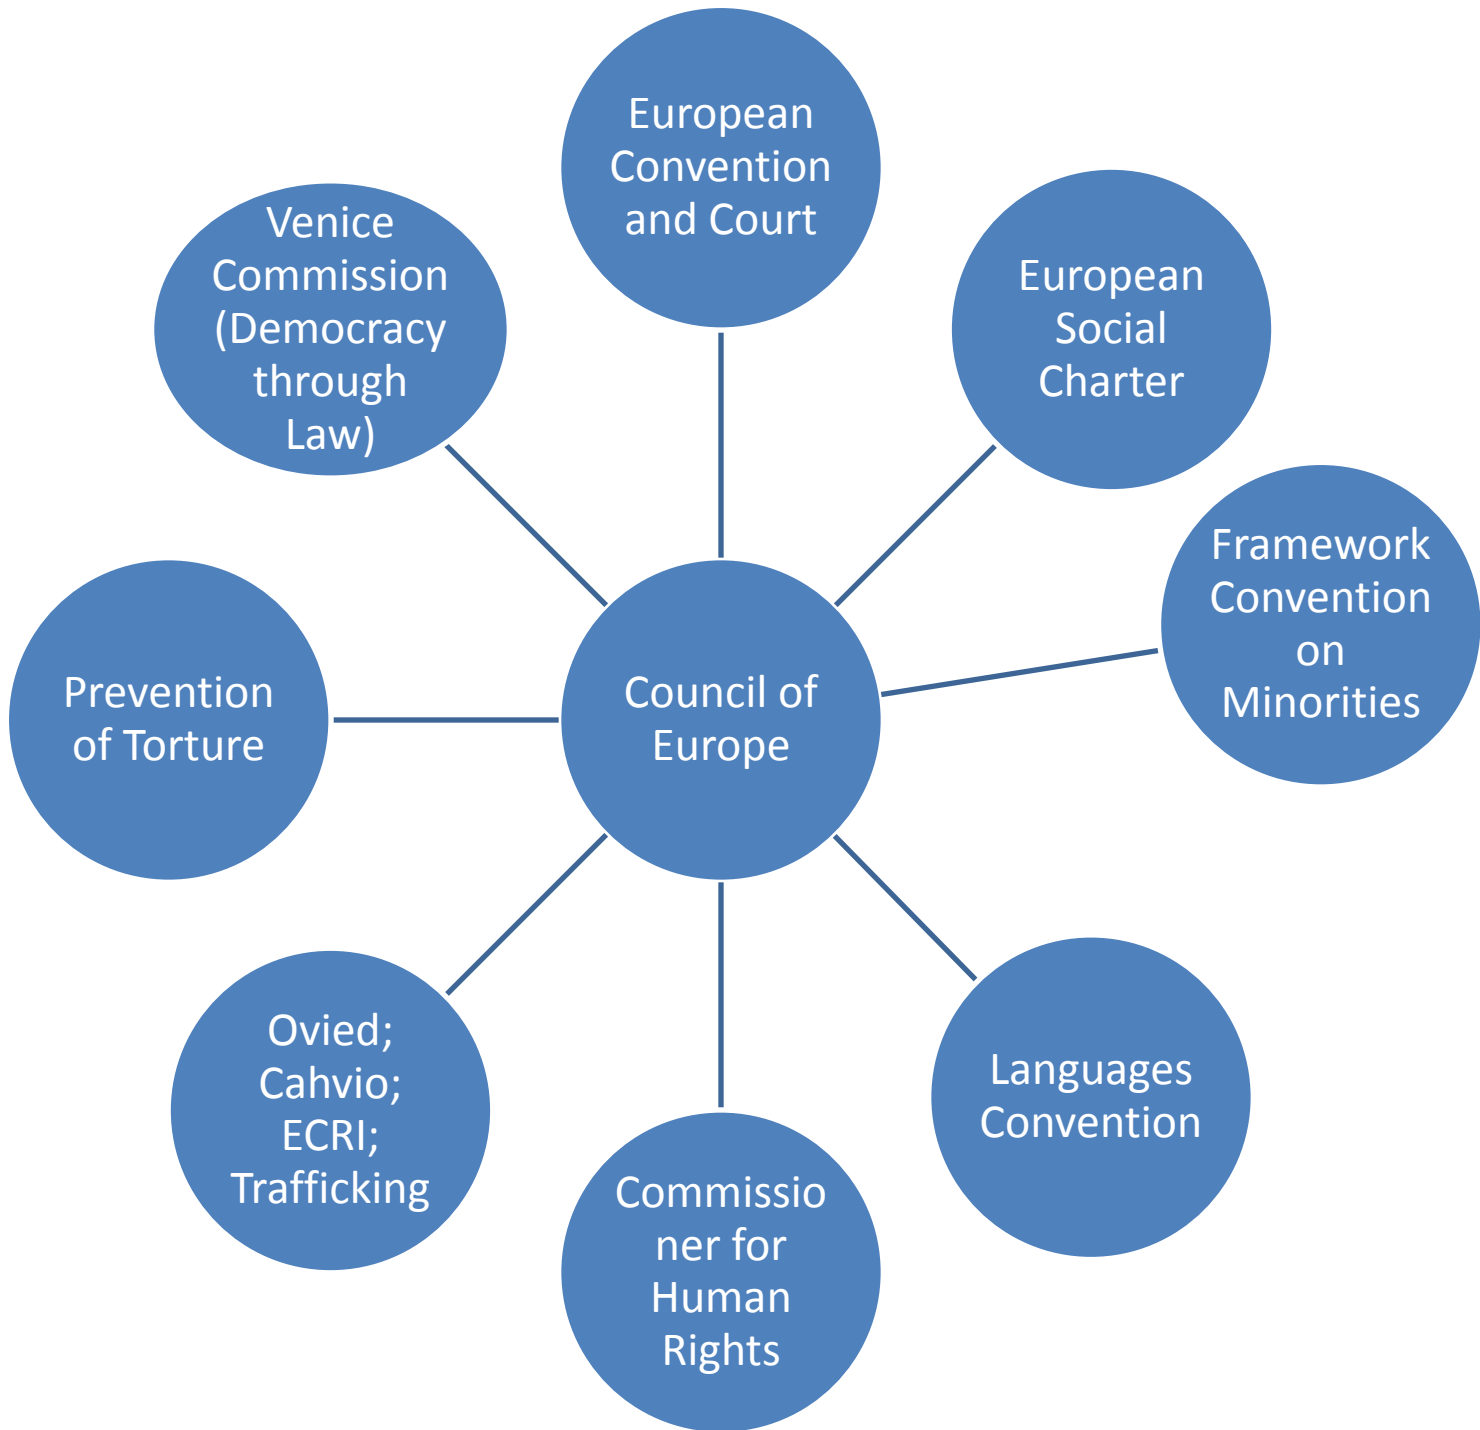 European
Convention
and Court
Venice
Commission
(Democracy
through
Law)
European
Social
Charter
Framework
Convention
on
Minorities
Prevention
of Torture
Council of
Europe
Ovied;
Cahvio;
ECRI;
Trafficking
Languages
Convention
Commissio
ner for
Human
Rights